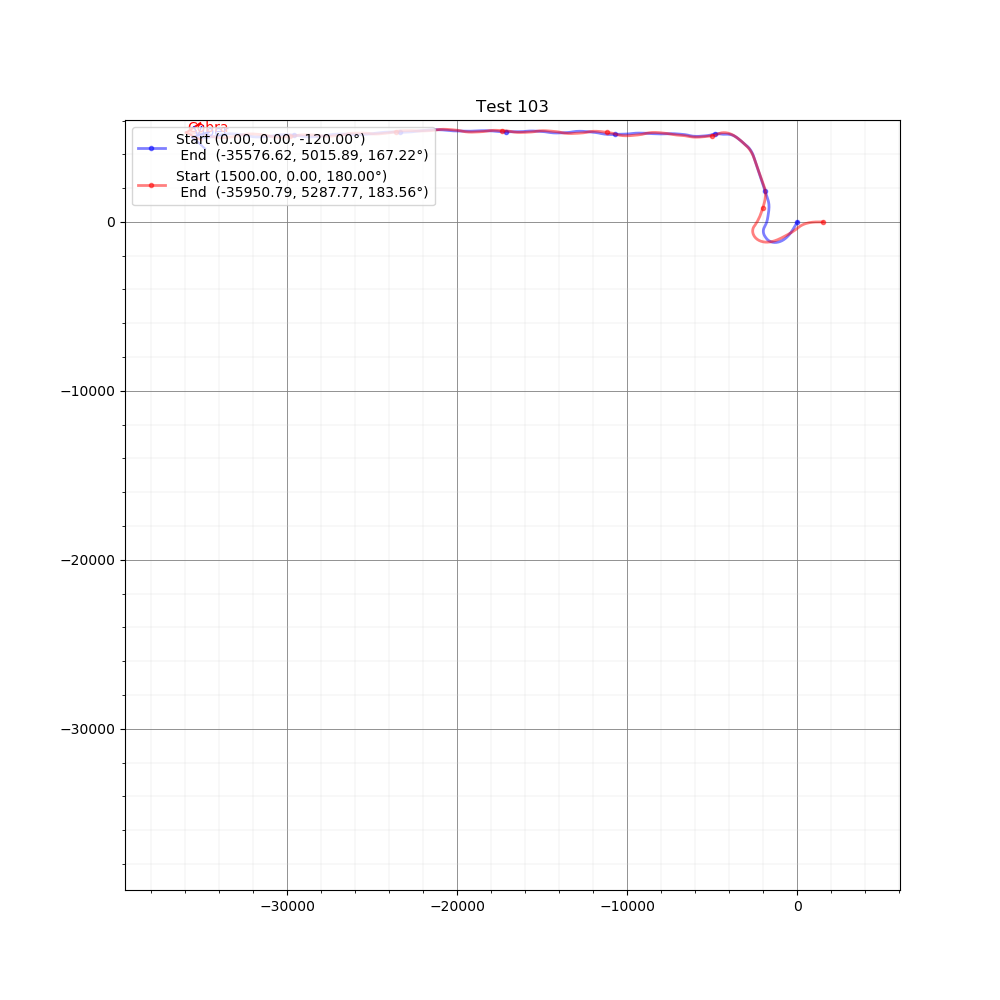 Test 103
Cobra
Start (0.00, 0.00, -120.00°)
End (-35576.62, 5015.89, 167.22°)
Start (1500.00, 0.00, 180.00°)
End (-35950.79, 5287.77, 183.56°)
0
−10000
−20000
−30000
−30000
−20000
−10000
0